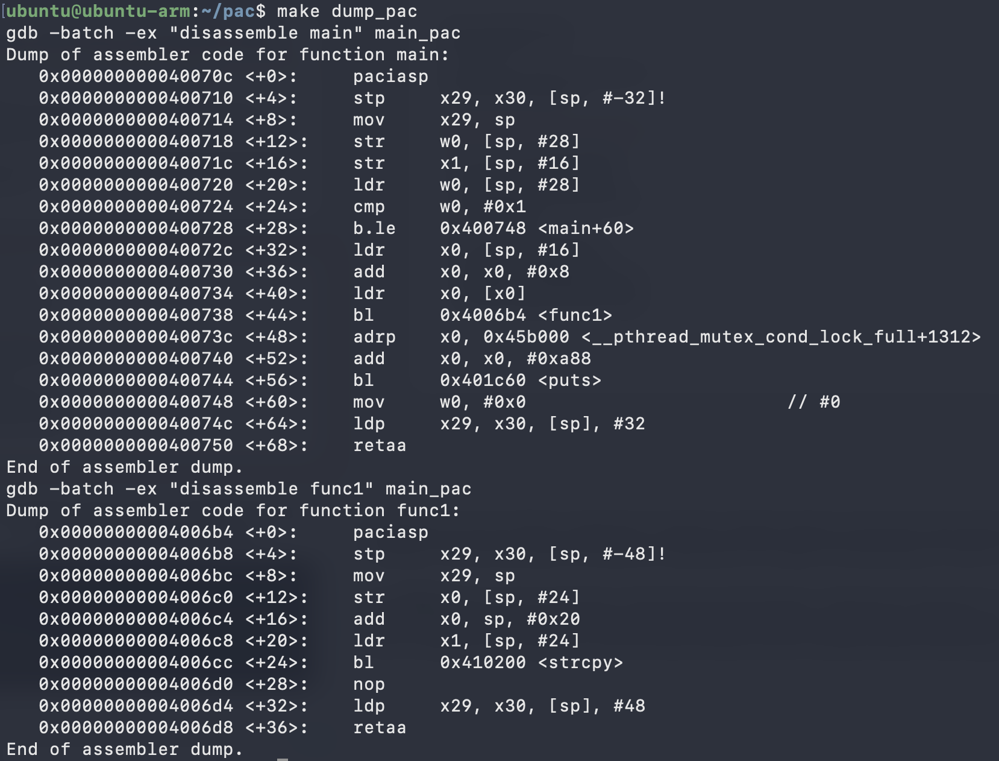 [ubuntu@ubuntu-arm:~/pac$ make dump_pac
gdb -batch -ex "disassemble main" main_pac
Dump of assembler code for function main:
   0x000000000040070c <+0>:     paciasp
   0x0000000000400710 <+4>:     stp     x29, x30, [sp, #-32]!
   0x0000000000400714 <+8>:     mov     x29, sp
   0x0000000000400718 <+12>:    str     w0, [sp, #28]
   0x000000000040071c <+16>:    str     x1, [sp, #16]
   0x0000000000400720 <+20>:    ldr     w0, [sp, #28]
   0x0000000000400724 <+24>:    cmp     w0, #0x1
   0x0000000000400728 <+28>:    b.le    0x400748 <main+60>
   0x000000000040072c <+32>:    ldr     x0, [sp, #16]
   0x0000000000400730 <+36>:    add     x0, x0, #0x8
   0x0000000000400734 <+40>:    ldr     x0, [x0]
   0x0000000000400738 <+44>:    bl      0x4006b4 <func1>
   0x000000000040073c <+48>:    adrp    x0, 0x45b000 <__pthread_mutex_cond_lock_full+1312>
   0x0000000000400740 <+52>:    add     x0, x0, #0xa88
   0x0000000000400744 <+56>:    bl      0x401c60 <puts>
   0x0000000000400748 <+60>:    mov     w0, #0x0                        // #0
   0x000000000040074c <+64>:    ldp     x29, x30, [sp], #32
   0x0000000000400750 <+68>:    retaa
End of assembler dump.
gdb -batch -ex "disassemble func1" main_pac
Dump of assembler code for function func1:
   0x00000000004006b4 <+0>:     paciasp
   0x00000000004006b8 <+4>:     stp     x29, x30, [sp, #-48]!
   0x00000000004006bc <+8>:     mov     x29, sp
   0x00000000004006c0 <+12>:    str     x0, [sp, #24]
   0x00000000004006c4 <+16>:    add     x0, sp, #0x20
   0x00000000004006c8 <+20>:    ldr     x1, [sp, #24]
   0x00000000004006cc <+24>:    bl      0x410200 <strcpy>
   0x00000000004006d0 <+28>:    nop
   0x00000000004006d4 <+32>:    ldp     x29, x30, [sp], #48
   0x00000000004006d8 <+36>:    retaa
End of assembler dump.